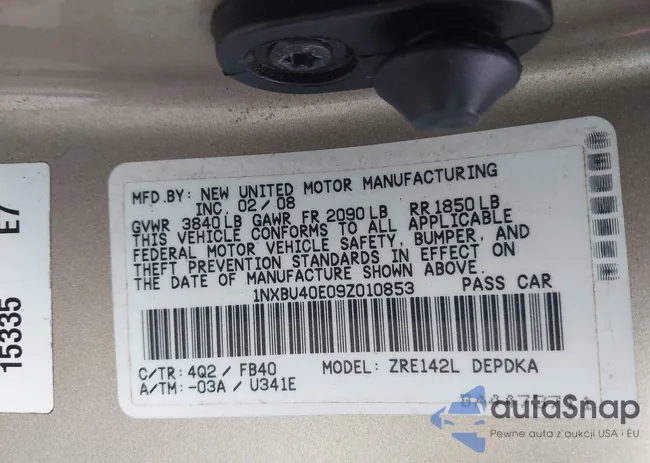 15335 E7
MFD.BY: NEW UNITED MOTOR MANUFACTURING
INC. 02/08
GVWR 3840LB GAWR FR 2090LB RR1850LB
THIS VEHICLE CONFORMS TO ALL APPLICABLE
FEDERAL MOTOR VEHICLE SAFETY, BUMPER, AND
THEFT PREVENTION STANDARDS IN EFFECT ON
THE DATE OF MANUFACTURE SHOWN ABOVE.
1NXBU40E09Z010853 PASS CAR
C/TR: 4Q2 / FB40 MODEL: ZRE142L DEPDKA
A/TM: -03A / U341E
autaSnap
Pewne auta z aukcji USA i EU